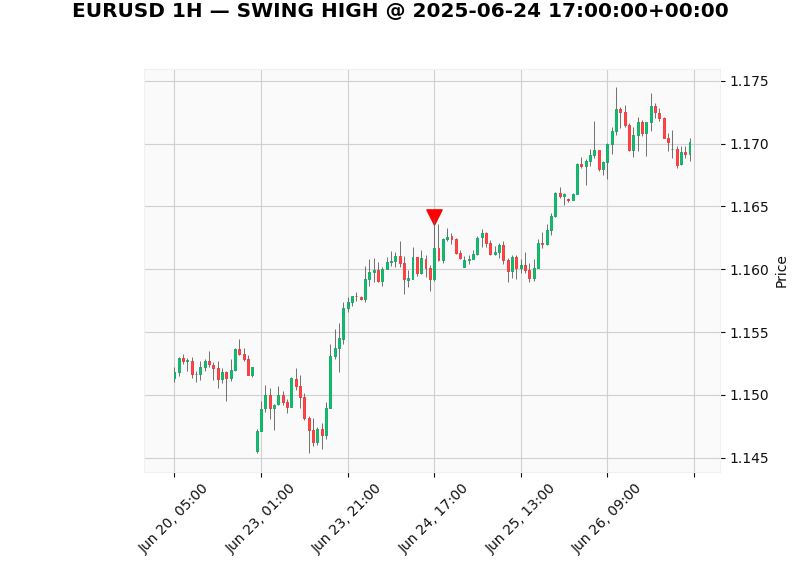 EURUSD 1H — SWING HIGH @ 2025-06-24 17:00:00+00:00
1.175
1.170
1.165
1.160
1.155
1.150
1.145
Price
Jun 20, 05:00
Jun 23, 01:00
Jun 23, 21:00
Jun 24, 17:00
Jun 25, 13:00
Jun 26, 09:00